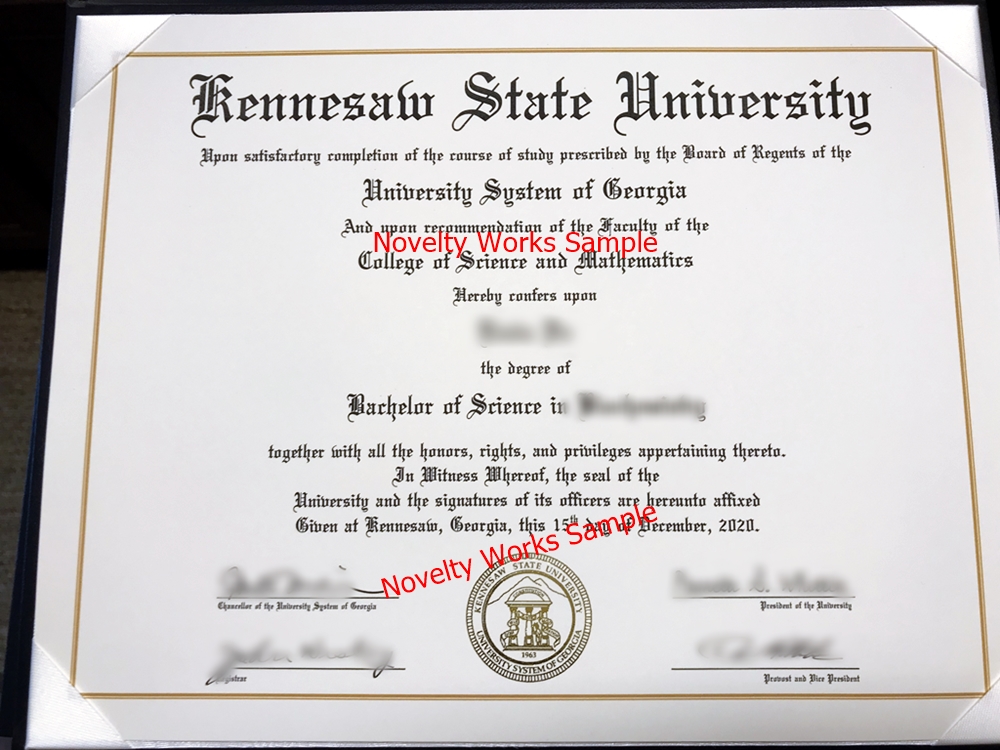 Kennesaw State University
Upon satisfactory completion of the course of study prescribed by the Board of Regents of the
University System of Georgia
And upon recommendation of the Faculty of the
Novelty Works Sample
College of Science and Mathematics
Hereby confers upon
the degree of
Bachelor of Science in
together with all the honors, rights, and privileges appertaining thereto.
In Witness Whereof, the seal of the
University and the signatures of its officers are hereunto affixed
Given at Kennesaw, Georgia, this 15th day of December, 2020.
Novelty Works Sample
KENNESAW STATE UNIVERSITY
1963
UNIVERSITY SYSTEM OF GEORGIA
Chancellor of the University System of Georgia
President of the University
Provost and Vice President